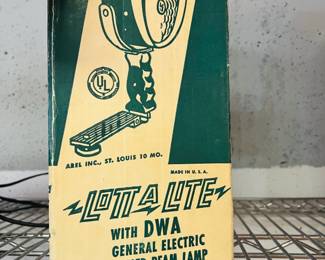 UL
ABEL INC., ST. LOUIS 10 MO.
MADE IN U.S.A.
LOTTA LITE
WITH DWA
GENERAL ELECTRIC
BEAM LAMP